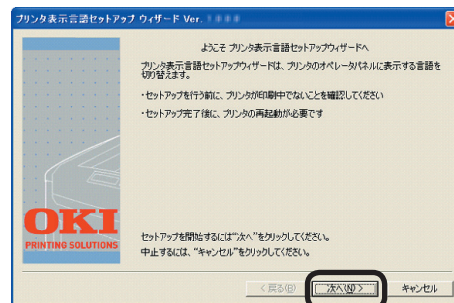 プリンタ表示言語セットアップ ウィザード Ver.
ようこそ プリンタ表示言語セットアップウィザードへ
プリンタ表示言語セットアップウィザードは、プリンタのオペレータパネルに表示する言語を
切り替えます。
・セットアップを行う前に、プリンタが印刷中でないことを確認してください
・セットアップ完了後に、プリンタの再起動が必要です
OKI
PRINTING SOLUTIONS
セットアップを開始するには"次へ"をクリックしてください。
中止するには、"キャンセル"をクリックしてください。
< 戻る(B) 次へ(N) > キャンセル